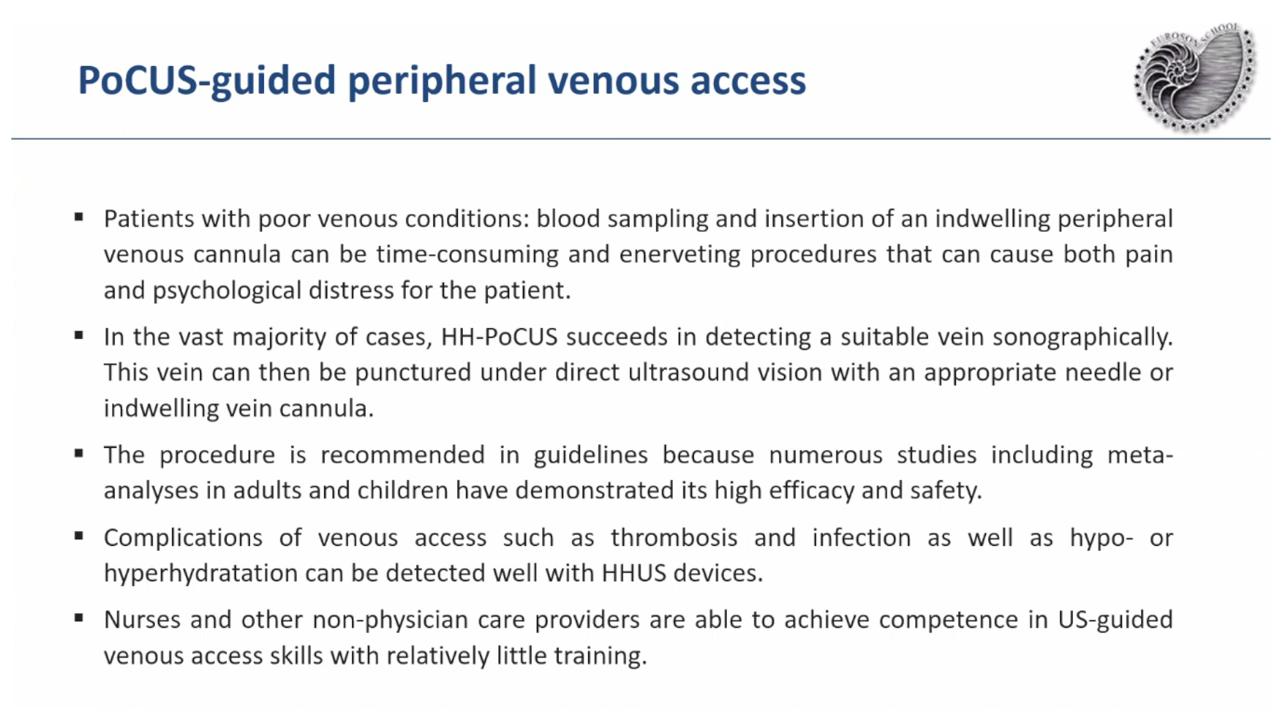 PoCUS-guided peripheral venous access
EUROSON SCHOOL
▪ Patients with poor venous conditions: blood sampling and insertion of an indwelling peripheral
venous cannula can be time-consuming and enerveting procedures that can cause both pain
and psychological distress for the patient.
▪ In the vast majority of cases, HH-PoCUS succeeds in detecting a suitable vein sonographically.
This vein can then be punctured under direct ultrasound vision with an appropriate needle or
indwelling vein cannula.
▪ The procedure is recommended in guidelines because numerous studies including meta-
analyses in adults and children have demonstrated its high efficacy and safety.
▪ Complications of venous access such as thrombosis and infection as well as hypo- or
hyperhydratation can be detected well with HHUS devices.
▪ Nurses and other non-physician care providers are able to achieve competence in US-guided
venous access skills with relatively little training.